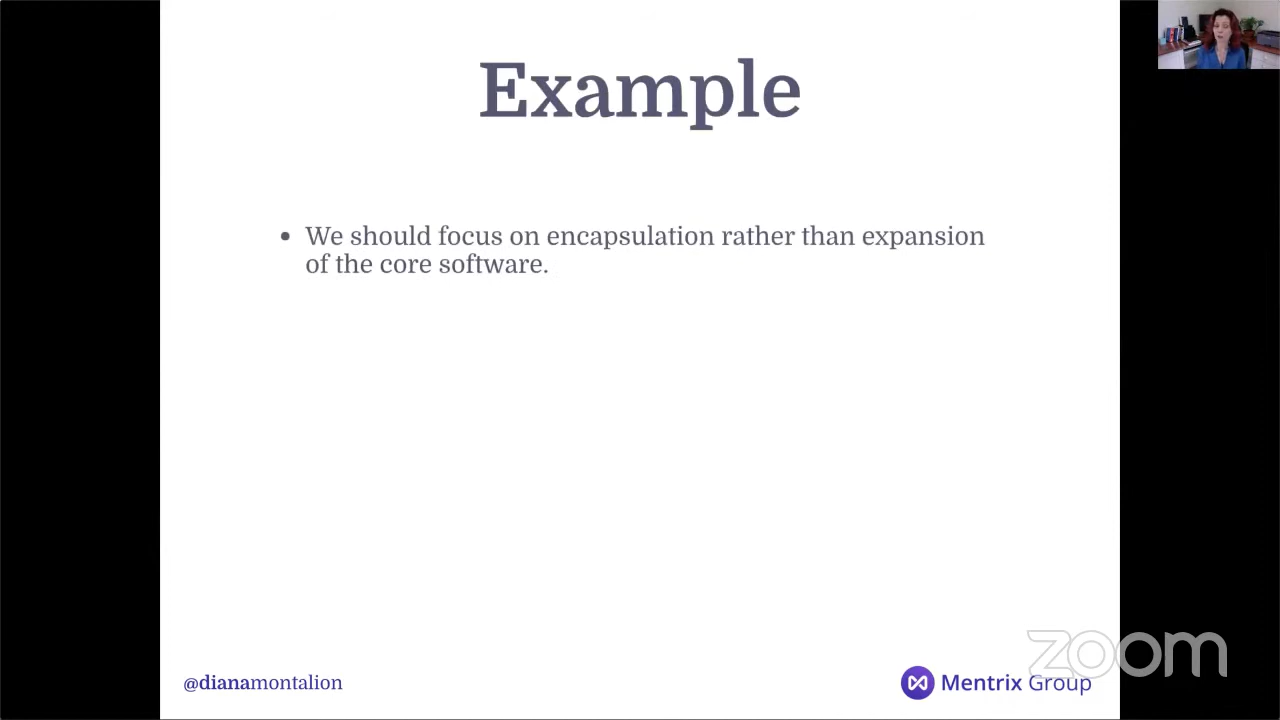 Example
• We should focus on encapsulation rather than expansion
of the core software.
@dianamontalion
Mentrix Group
zoom